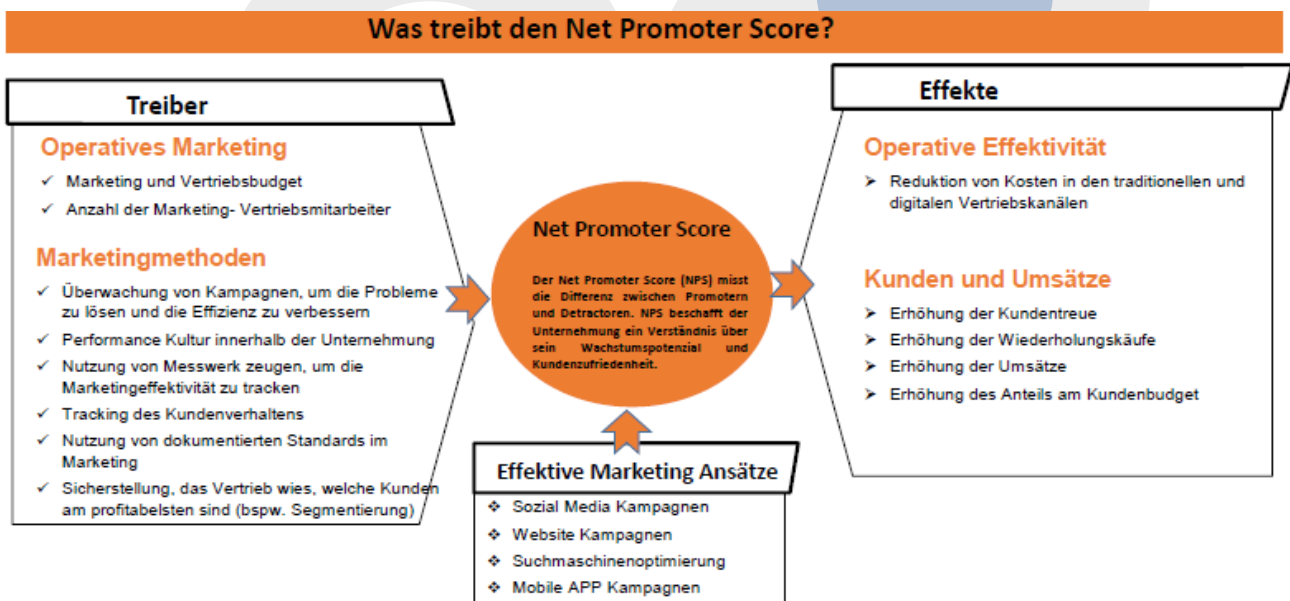 Was treibt den Net Promoter Score?
Treiber
Operatives Marketing
✓ Marketing und Vertriebsbudget
✓ Anzahl der Marketing- Vertriebsmitarbeiter
Marketingmethoden
✓ Überwachung von Kampagnen, um die Probleme
zu lösen und die Effizienz zu verbessern
✓ Performance Kultur innerhalb der Unternehmung
✓ Nutzung von Messwerk zeugen, um die
Marketingeffektivität zu tracken
✓ Tracking des Kundenverhaltens
✓ Nutzung von dokumentierten Standards im
Marketing
✓ Sicherstellung, das Vertrieb wies, welche Kunden
am profitabelsten sind (bspw. Segmentierung)
Net Promoter Score
Der Net Promoter Score (NPS) misst
die Differenz zwischen Promotern
und Detractoren. NPS beschafft der
Unternehmung ein Verständnis über
sein Wachstumspotenzial und
Kundenzufriedenheit.
Effektive Marketing Ansätze
❖ Sozial Media Kampagnen
❖ Website Kampagnen
❖ Suchmaschinenoptimierung
❖ Mobile APP Kampagnen
Effekte
Operative Effektivität
➢ Reduktion von Kosten in den traditionellen und
digitalen Vertriebskanälen
Kunden und Umsätze
➢ Erhöhung der Kundentreue
➢ Erhöhung der Wiederholungskäufe
➢ Erhöhung der Umsätze
➢ Erhöhung des Anteils am Kundenbudget